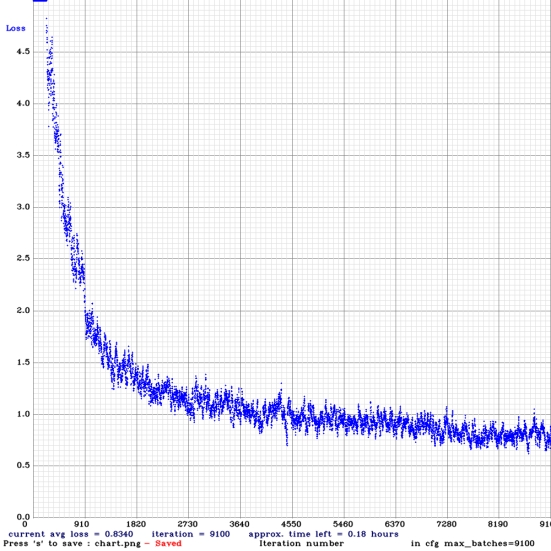 Loss
4.5
4.0
3.5
3.0
2.5
2.0
1.5
1.0
0.5
0.0
0 910 1820 2730 3640 4550 5460 6370 7280 8190 910
current avg loss = 0.8340 iteration = 9100 approx. time left = 0.18 hours
Press 's' to save : chart.png - Saved Iteration number in cfg max_batches=9100